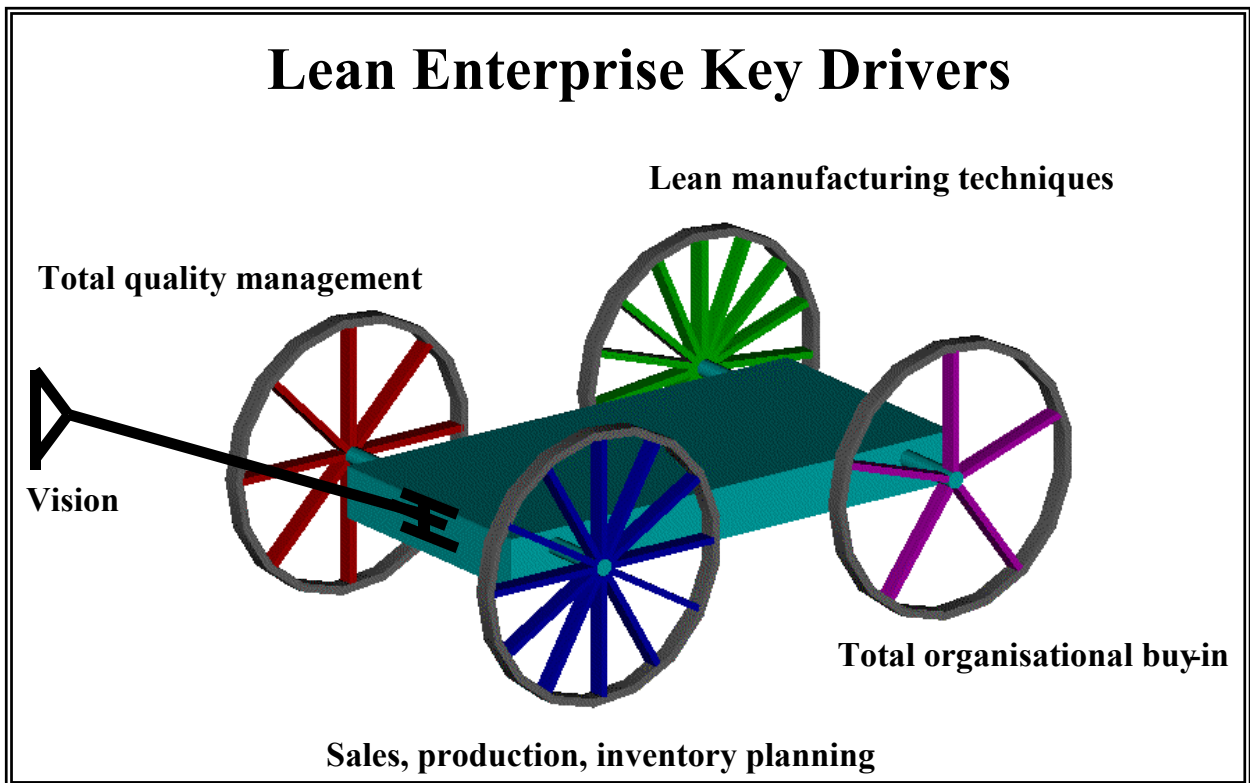 Lean Enterprise Key Drivers
Lean manufacturing techniques
Total quality management
Vision
Total organisational buy-in
Sales, production, inventory planning